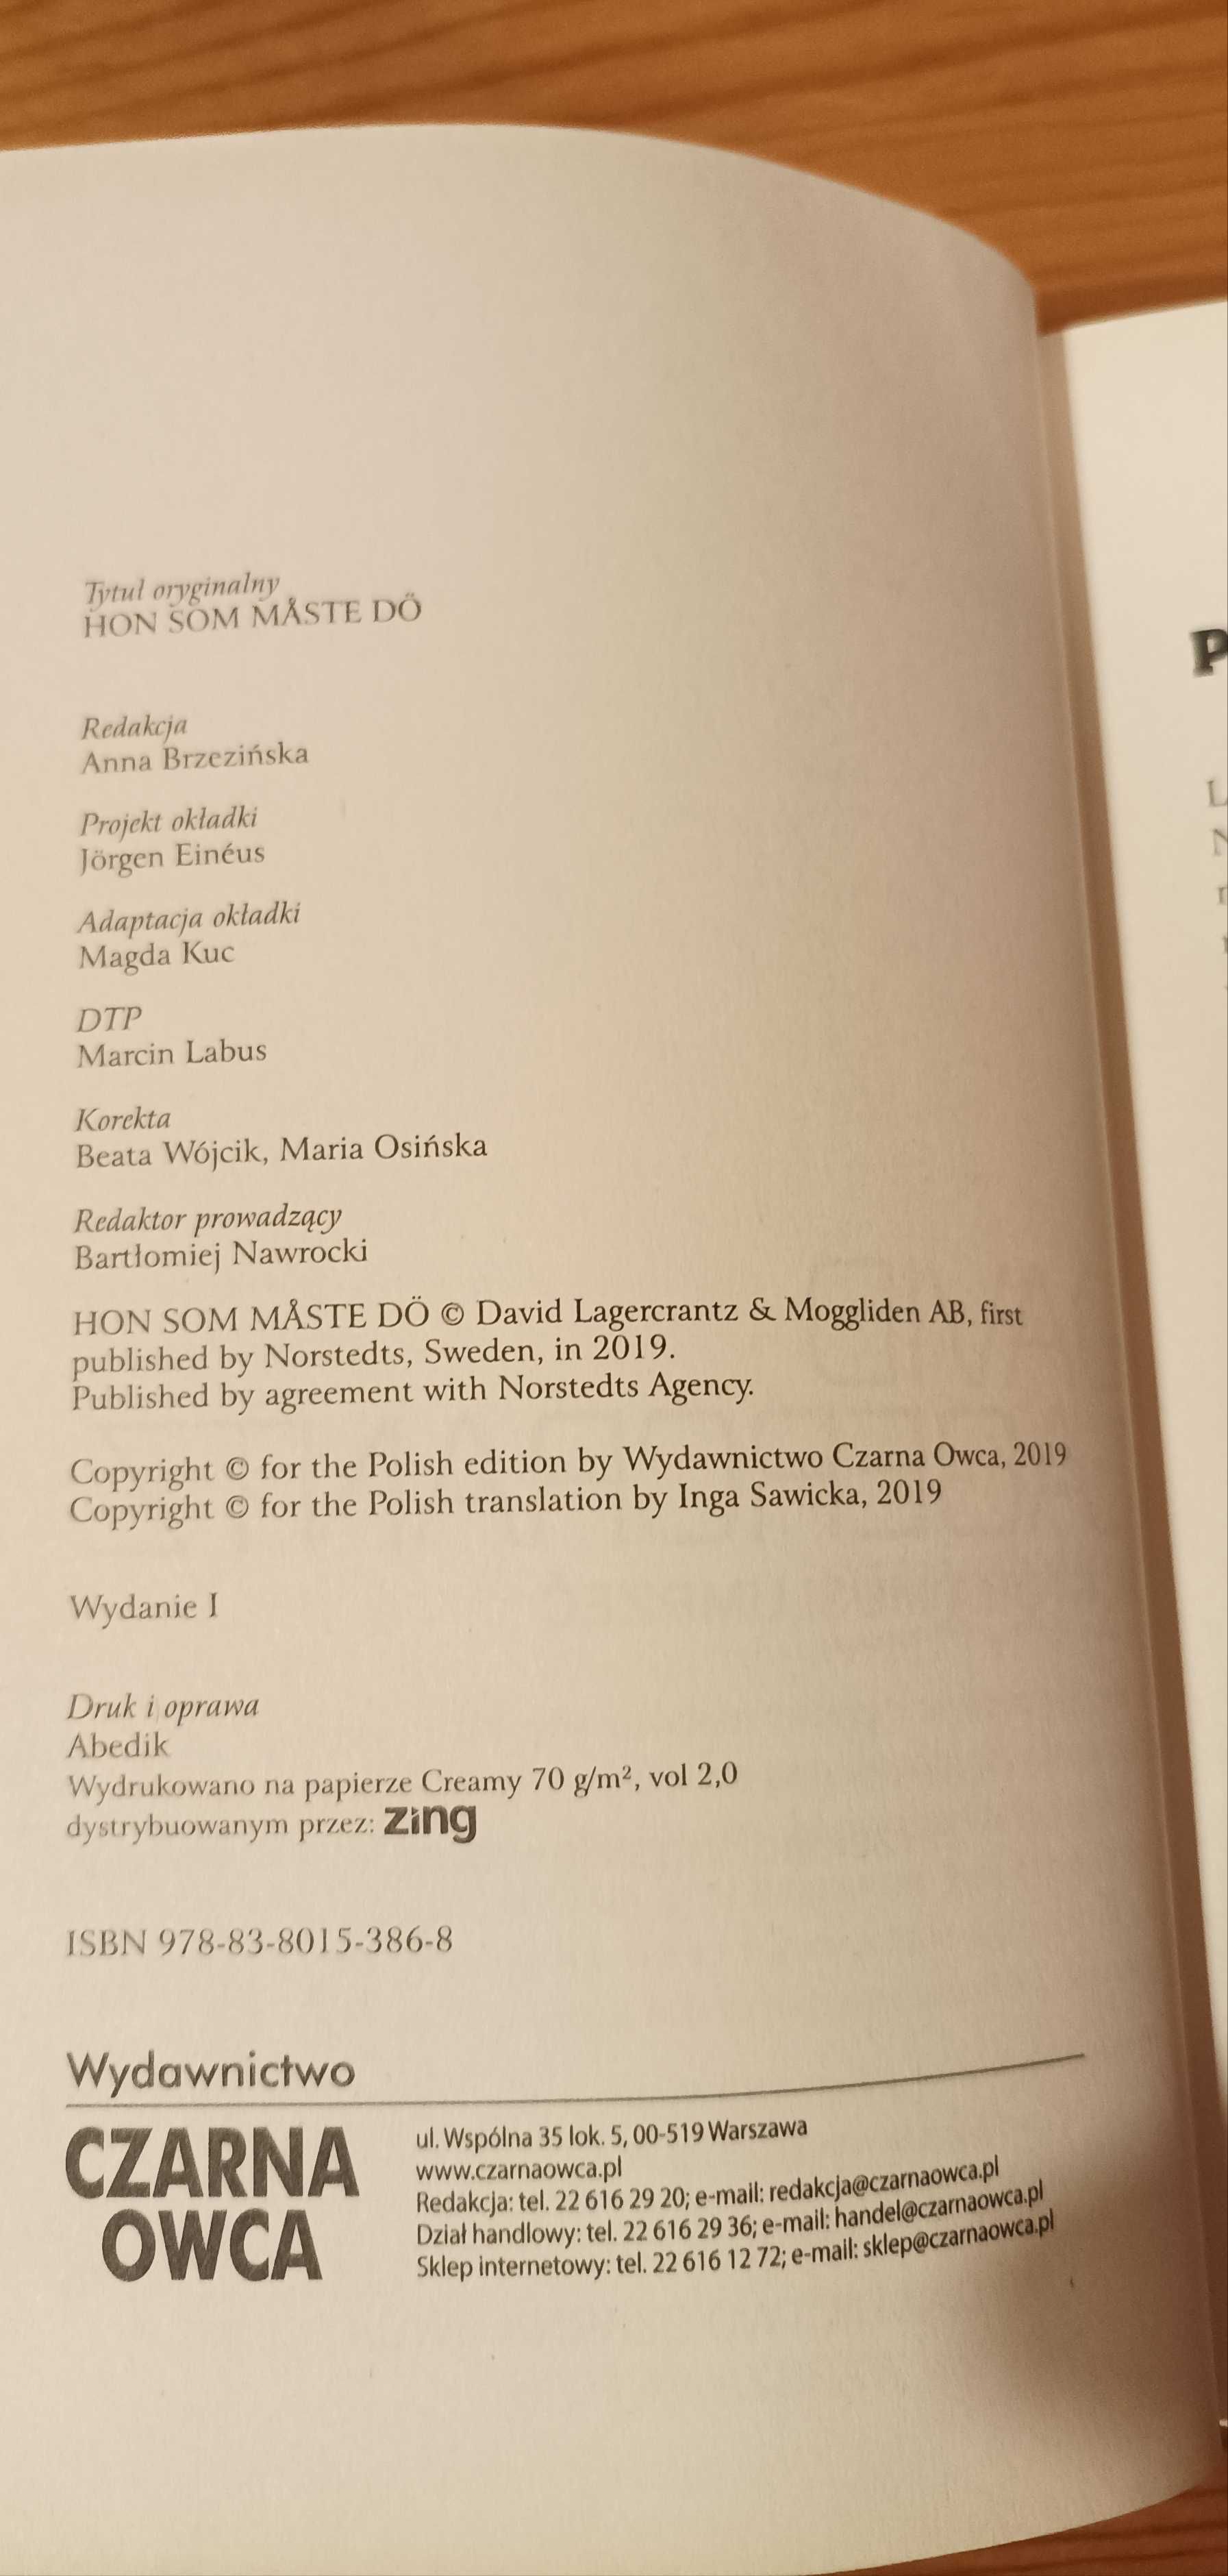 Tytuł oryginalny
HON SOM MÅSTE DÖ
Redakcja
Anna Brzezińska
Projekt okładki
Jörgen Einéus
Adaptacja okładki
Magda Kuc
DTP
Marcin Labus
Korekta
Beata Wójcik, Maria Osińska
Redaktor prowadzący
Bartłomiej Nawrocki
HON SOM MÅSTE DÖ © David Lagercrantz & Moggliden AB, first
published by Norstedts, Sweden, in 2019.
Published by agreement with Norstedts Agency.
Copyright © for the Polish edition by Wydawnictwo Czarna Owca, 2019
Copyright © for the Polish translation by Inga Sawicka, 2019
Wydanie I
Druk i oprawa
Abedik
Wydrukowano na papierze Creamy 70 g/m², vol 2,0
dystrybuowanym przez: zing
ISBN 978-83-8015-386-8
Wydawnictwo
CZARNA
OWCA
ul. Wspólna 35 lok. 5, 00-519 Warszawa
www.czarnaowca.pl
Redakcja: tel. 22 616 29 20; e-mail: redakcja@czarnaowca.pl
Dział handlowy: tel. 22 616 29 36; e-mail: handel@czarnaowca.pl
Sklep internetowy: tel. 22 616 12 72; e-mail: sklep@czarnaowca.pl
P